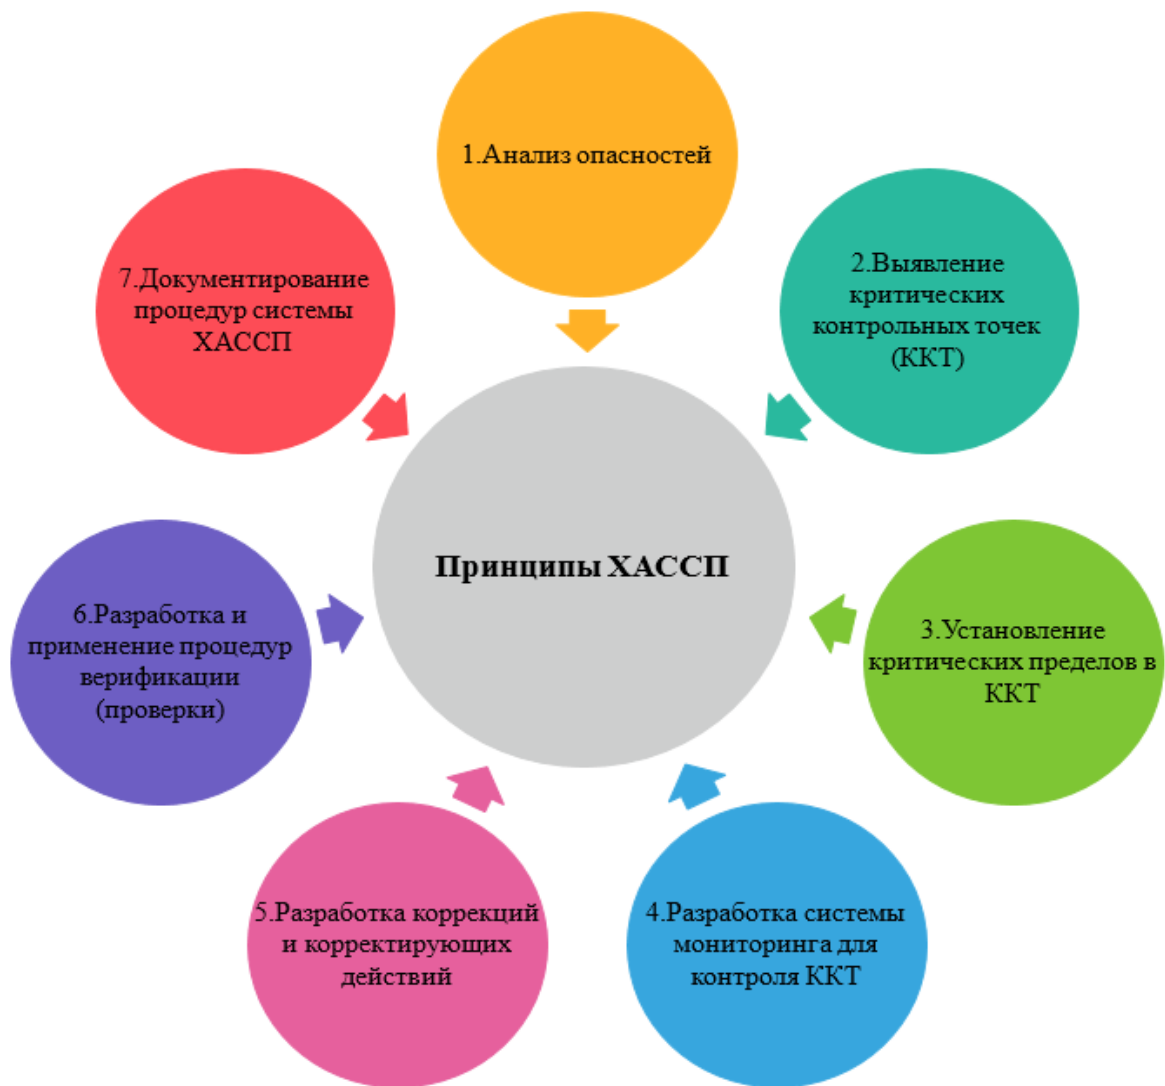 1.Анализ опасностей
2.Выявление
критических
контрольных точек
(ККТ)
3.Установление
критических пределов в
ККТ
4.Разработка системы
мониторинга для
контроля ККТ
5.Разработка коррекций
и корректирующих
действий
6.Разработка и
применение процедур
верификации
(проверки)
7.Документирование
процедур системы
ХАССП
Принципы ХАССП